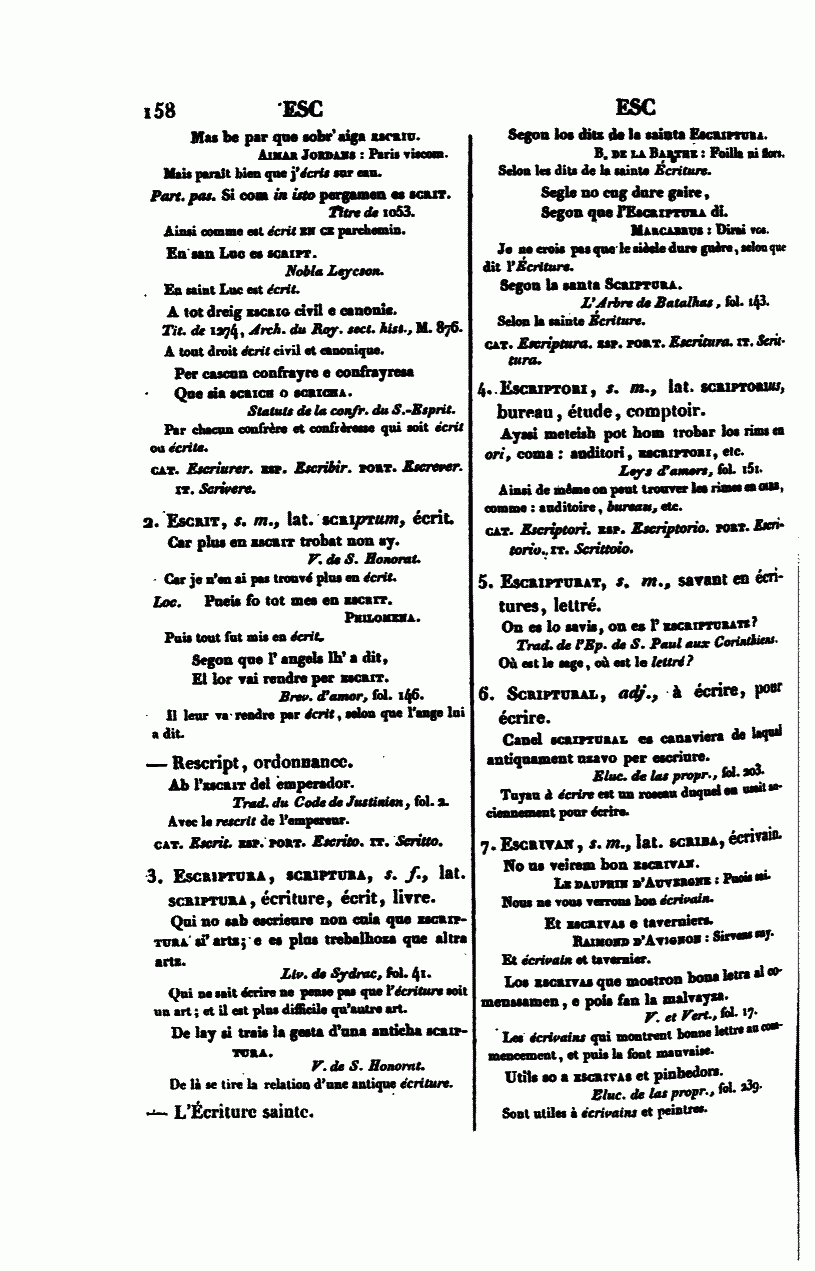 158 ESC
Mas be par que sobr' aiga ESCRIU.
AIMAR JORDANS : Paris viscom.
Mais paraît bien que j'écris sur eau.
Part. pas. Si com in isto pergamen es SCRIT.
Titre de 1053.
Ainsi comme est écrit EN CE parchemin.
En san Luc es SCRIPT.
Nobla Leyczon.
En saint Luc est écrit.
A tot dreig ESCRIG civil e canonie.
Tit. de 1274, Arch. du Roy. sect. hist., M. 876.
A tout droit écrit civil et canonique.
Per cascun confrayre e confrayressa
Que sia SCRICH O SCRICHA.
Statuts de la confr. du S.-Esprit.
Par chacun confrère et confréresse qui soit écrit
ou écrite.
CAT. Escriurer. ESP. Escribir. PORT. Escrever.
IT. Scrivere.
2. ESCRIT, s. m., lat. SCRIptum, écrit.
Car plus en ESCRIT trobat non ay.
V. de S. Honorat.
Car je n'en ai pas trouvé plus en écrit.
Loc. Pueis fo tot mes en ESCRIT.
PHILOMENA.
Puis tout fut mis en écrit.
Segon que l' angels lh' a dit,
El lor vai rendre per ESCRIT.
Brev. d'amor, fol. 146.
Il leur va rendre par écrit, selon que l'ange lui
a dit.
— Rescript, ordonnance.
Ab l'ESCRIT del emperador.
Trad. du Code de Justinien, fol. 2.
Avec le rescrit de l'empereur.
CAT. Escrit. ESP. PORT. Escrito. IT. Scritto.
3. ESCRIPTURA, SCRIPTURA, s. f., lat.
SCRIPTURA, écriture, écrit, livre.
Qui no sab escrieure non cuia que ESCRIP-
TURA si' artz; e es plus trebalhoza que altra
artz.
Liv. de Sydrac, fol. 41.
Qui ne sait écrire ne pense pas que l'écriture soit
un art; et il est plus difficile qu'autre art.
De lay si trais la gesta d'una anticha SCRIP-
TURA.
V. de S. Honorat.
De là se tire la relation d'une antique écriture.
— L'Écriture sainte.
ESC
Segon los ditz de la sainta ESCRIPTURA.
B. DE LA BARTHE : Foilla ni flors.
Selon les dits de la sainte Écriture.
Segle no cug dure gaire,
Segon que l'ESCRIPTURA di.
MARCABRUS : Dirai vos.
Je ne crois pas que le siècle dure guère, selon que
dit l'Écriture.
Segon la santa SCRIPTURA.
L'Arbre de Batalhas, fol. 143.
Selon la sainte Écriture.
CAT. Escriptura. ESP. PORT. Escritura. IT. Scrit-
tura.
4. ESCRIPTORI, s. m., lat. SCRIPTORIUS,
bureau, étude, comptoir.
Ayssi meteish pot hom trobar los rims en
ori, coma : auditori, ESCRIPTORI, etc.
Leys d'amors, fol. 151.
Ainsi de même on peut trouver les rimes en ORI,
comme : auditoire, bureau, etc.
CAT. Escriptori. ESP. Escriptorio. PORT. Escri-
torio. IT. Scrittoio.
5. ESCRIPTURAT, s. m., savant en écri-
tures, lettré.
On es lo savis, on es l' ESCRIPTURATZ?
Trad. de l'Ep. de S. Paul aux Corinthiens.
Où est le sage, où est le lettré?
6. SCRIPTURAL, adj., à écrire, pour
écrire.
Canel SCRIPTURAL es canaviera de laqual
antiquament uzavo per escriure.
Eluc. de las propr., fol. 203.
Tuyau à écrire est un roseau duquel on usait an-
ciennement pour écrire.
7. ESCRIVAN, s. m., lat. SCRIBA, écrivain.
No us veirem bon ESCRIVAN.
LE DAUPHIN D'AUVERGNE : Puois sai.
Nous ne vous verrons bon écrivain.
Et ESCRIVAS e taverniers.
RAIMOND D'AVIGNON : Sirvens suy.
Et écrivain et tavernier.
Los ESCRIVAS que mostron bona letra al co-
mensamen, e pois fan la malvayza.
V. et Vert., fol. 17.
Les écrivains qui montrent bonne lettre au com-
mencement, et puis la font mauvaise.
Utils so a ESCRIVAS et pinhedors.
Eluc. de las propr., fol. 239.
Sont utiles à écrivains et peintres.